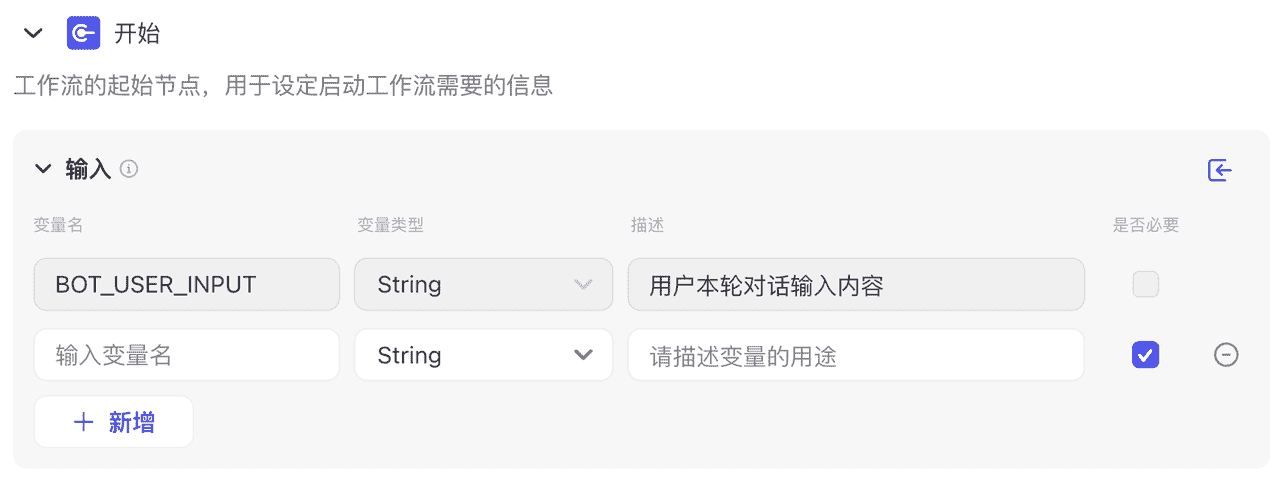 开始
工作流的起始节点，用于设定启动工作流需要的信息
输入
变量名 变量类型 描述 是否必要
BOT_USER_INPUT String 用户本轮对话输入内容
输入变量名 String 请描述变量的用途
新增